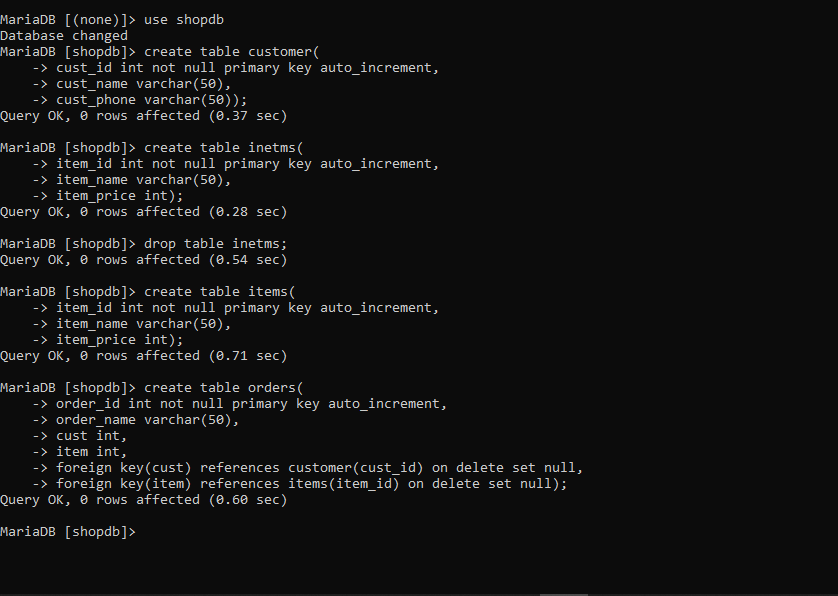 MariaDB [(none)]> use shopdb
Database changed
MariaDB [shopdb]> create table customer(
    -> cust_id int not null primary key auto_increment,
    -> cust_name varchar(50),
    -> cust_phone varchar(50));
Query OK, 0 rows affected (0.37 sec)

MariaDB [shopdb]> create table inetms(
    -> item_id int not null primary key auto_increment,
    -> item_name varchar(50),
    -> item_price int);
Query OK, 0 rows affected (0.28 sec)

MariaDB [shopdb]> drop table inetms;
Query OK, 0 rows affected (0.54 sec)

MariaDB [shopdb]> create table items(
    -> item_id int not null primary key auto_increment,
    -> item_name varchar(50),
    -> item_price int);
Query OK, 0 rows affected (0.71 sec)

MariaDB [shopdb]> create table orders(
    -> order_id int not null primary key auto_increment,
    -> order_name varchar(50),
    -> cust int,
    -> item int,
    -> foreign key(cust) references customer(cust_id) on delete set null,
    -> foreign key(item) references items(item_id) on delete set null);
Query OK, 0 rows affected (0.60 sec)

MariaDB [shopdb]>